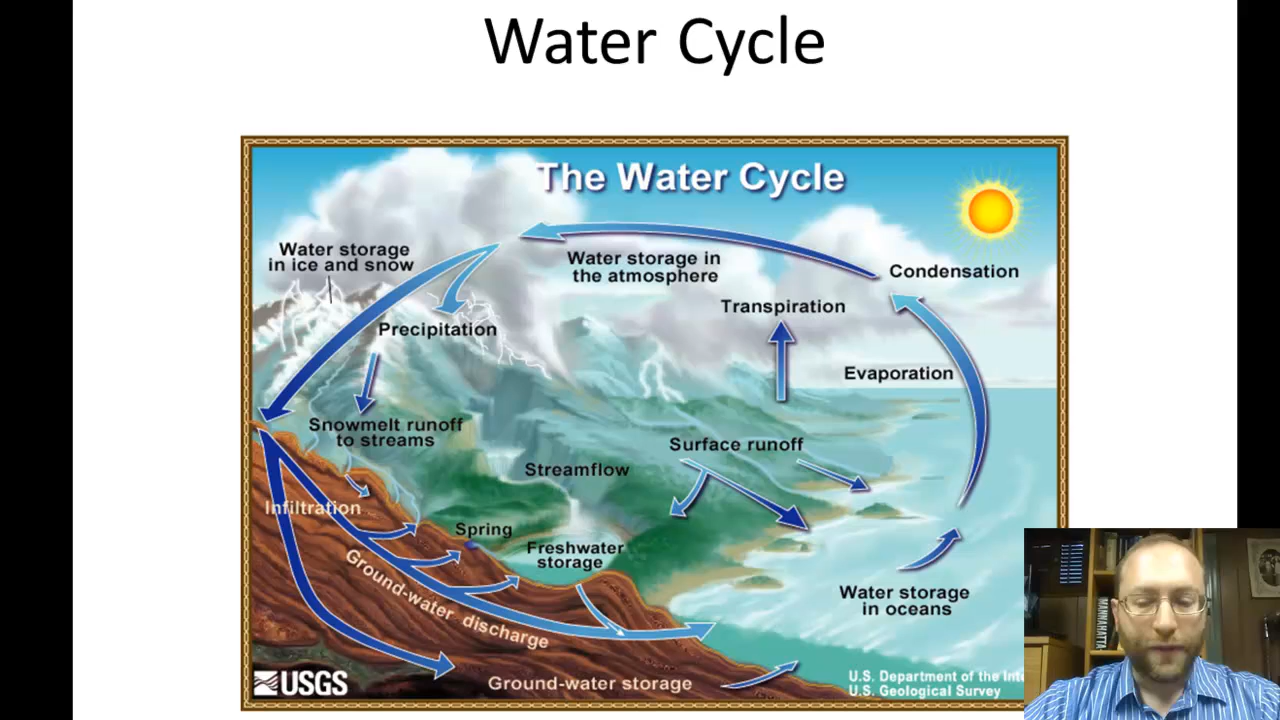 Water Cycle
The Water Cycle
Water storage
in ice and snow
Water storage in
the atmosphere
Condensation
Transpiration
Precipitation
Evaporation
Snowmelt runoff
to streams
Surface runoff
Streamflow
Infiltration
Spring
Freshwater
storage
Ground-water discharge
Water storage
in oceans
Ground-water storage
USGS
U.S. Department of the
U.S. Geological Survey
MANNAHATTA